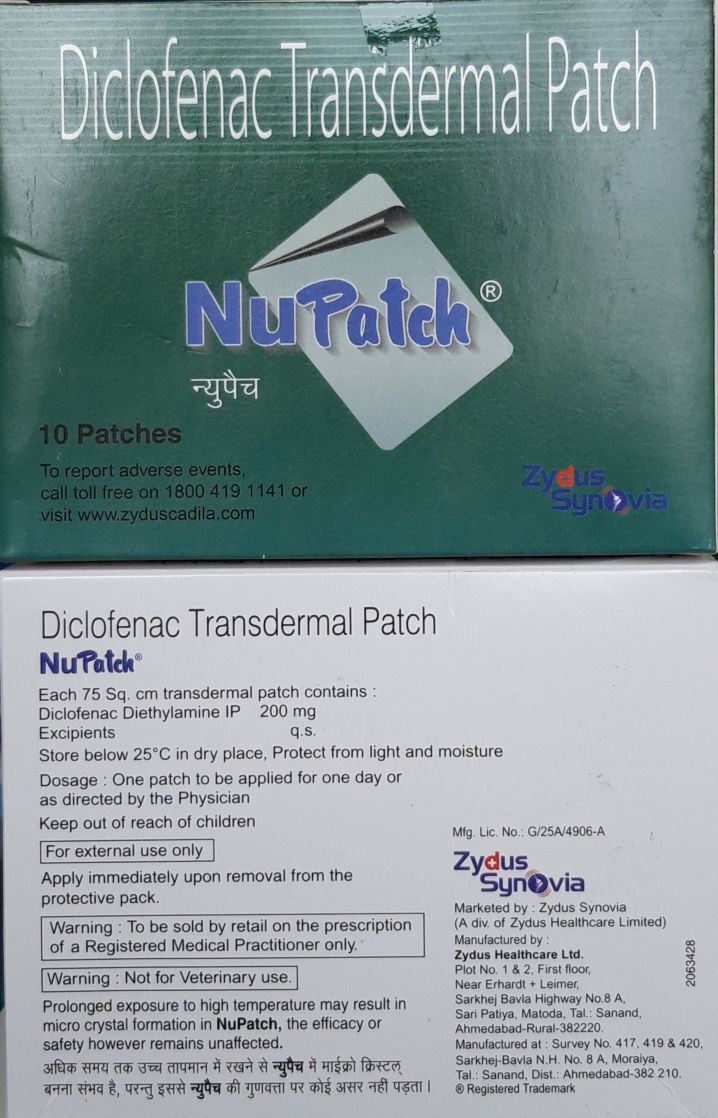 Diclofenac Transdermal Patch
NuPatch®
न्युपैच
10 Patches
To report adverse events,
call toll free on 1800 419 1141 or
visit www.zyduscadila.com
Zydus
Synovia
Diclofenac Transdermal Patch
NuPatch®
Each 75 Sq. cm transdermal patch contains :
Diclofenac Diethylamine IP 200 mg
Excipients q.s.
Store below 25°C in dry place, Protect from light and moisture
Dosage : One patch to be applied for one day or
as directed by the Physician
Keep out of reach of children
For external use only
Apply immediately upon removal from the
protective pack.
Warning : To be sold by retail on the prescription
of a Registered Medical Practitioner only.
Warning : Not for Veterinary use.
Prolonged exposure to high temperature may result in
micro crystal formation in NuPatch, the efficacy or
safety however remains unaffected.
अधिक समय तक उच्च तापमान में रखने से न्युपैच में माईक्रो क्रिस्टल्
बनना संभव है, परन्तु इससे न्युपैच की गुणवत्ता पर कोई असर नहीं पड़ता।
Mfg. Lic. No.: G/25A/4906-A
Zydus
Synovia
Marketed by : Zydus Synovia
(A div. of Zydus Healthcare Limited)
Manufactured by :
Zydus Healthcare Ltd.
Plot No. 1 & 2, First floor,
Near Erhardt + Leimer,
Sarkhej Bavla Highway No.8 A,
Sari Patiya, Matoda, Tal.: Sanand,
Ahmedabad-Rural-382220.
Manufactured at : Survey No. 417, 419 & 420,
Sarkhej-Bavla N.H. No. 8 A, Moraiya,
Tal.: Sanand, Dist.: Ahmedabad-382 210.
® Registered Trademark
2063428